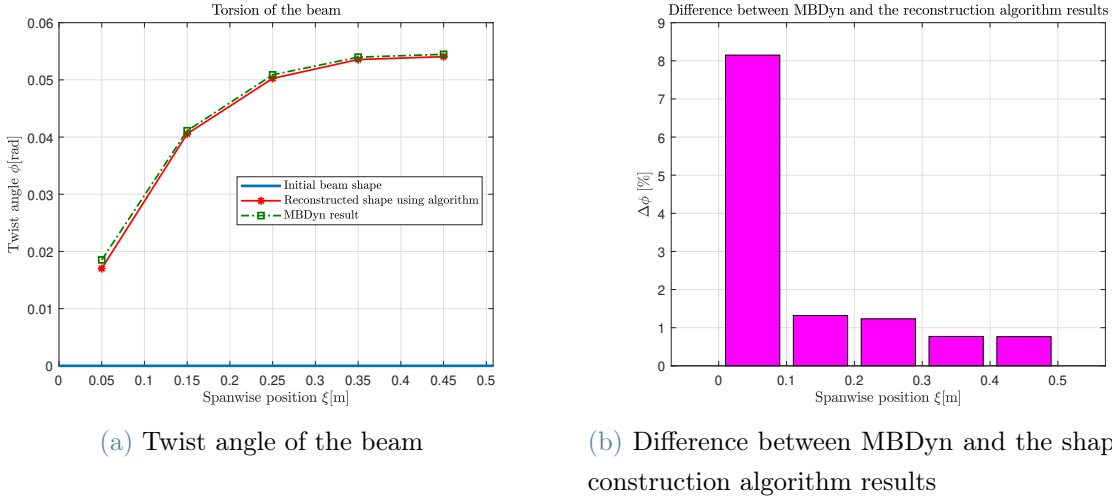 Torsion of the beam
0.06
0.05
0.04
0.03
0.02
0.01
0
Twist angle ϕ[rad]
Initial beam shape
Reconstructed shape using algorithm
MBDyn result
0 0.05 0.1 0.15 0.2 0.25 0.3 0.35 0.4 0.45 0.5
Spanwise position ξ[m]
(a) Twist angle of the beam
Difference between MBDyn and the reconstruction algorithm results
9
8
7
6
5
4
3
2
1
0
Δϕ [%]
0 0.1 0.2 0.3 0.4 0.5
Spanwise position ξ[m]
(b) Difference between MBDyn and the shap
construction algorithm results